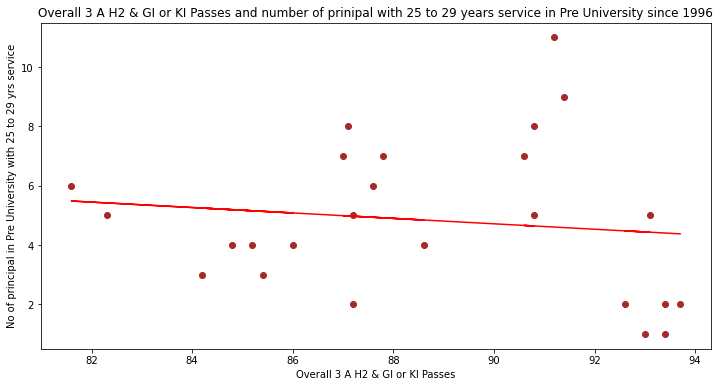 Overall 3 A H2 & GI or KI Passes and number of prinipal with 25 to 29 years service in Pre University since 1996
No of principal in Pre University with 25 to 29 yrs service
10
8
6
4
2
82 84 86 88 90 92 94
Overall 3 A H2 & GI or KI Passes